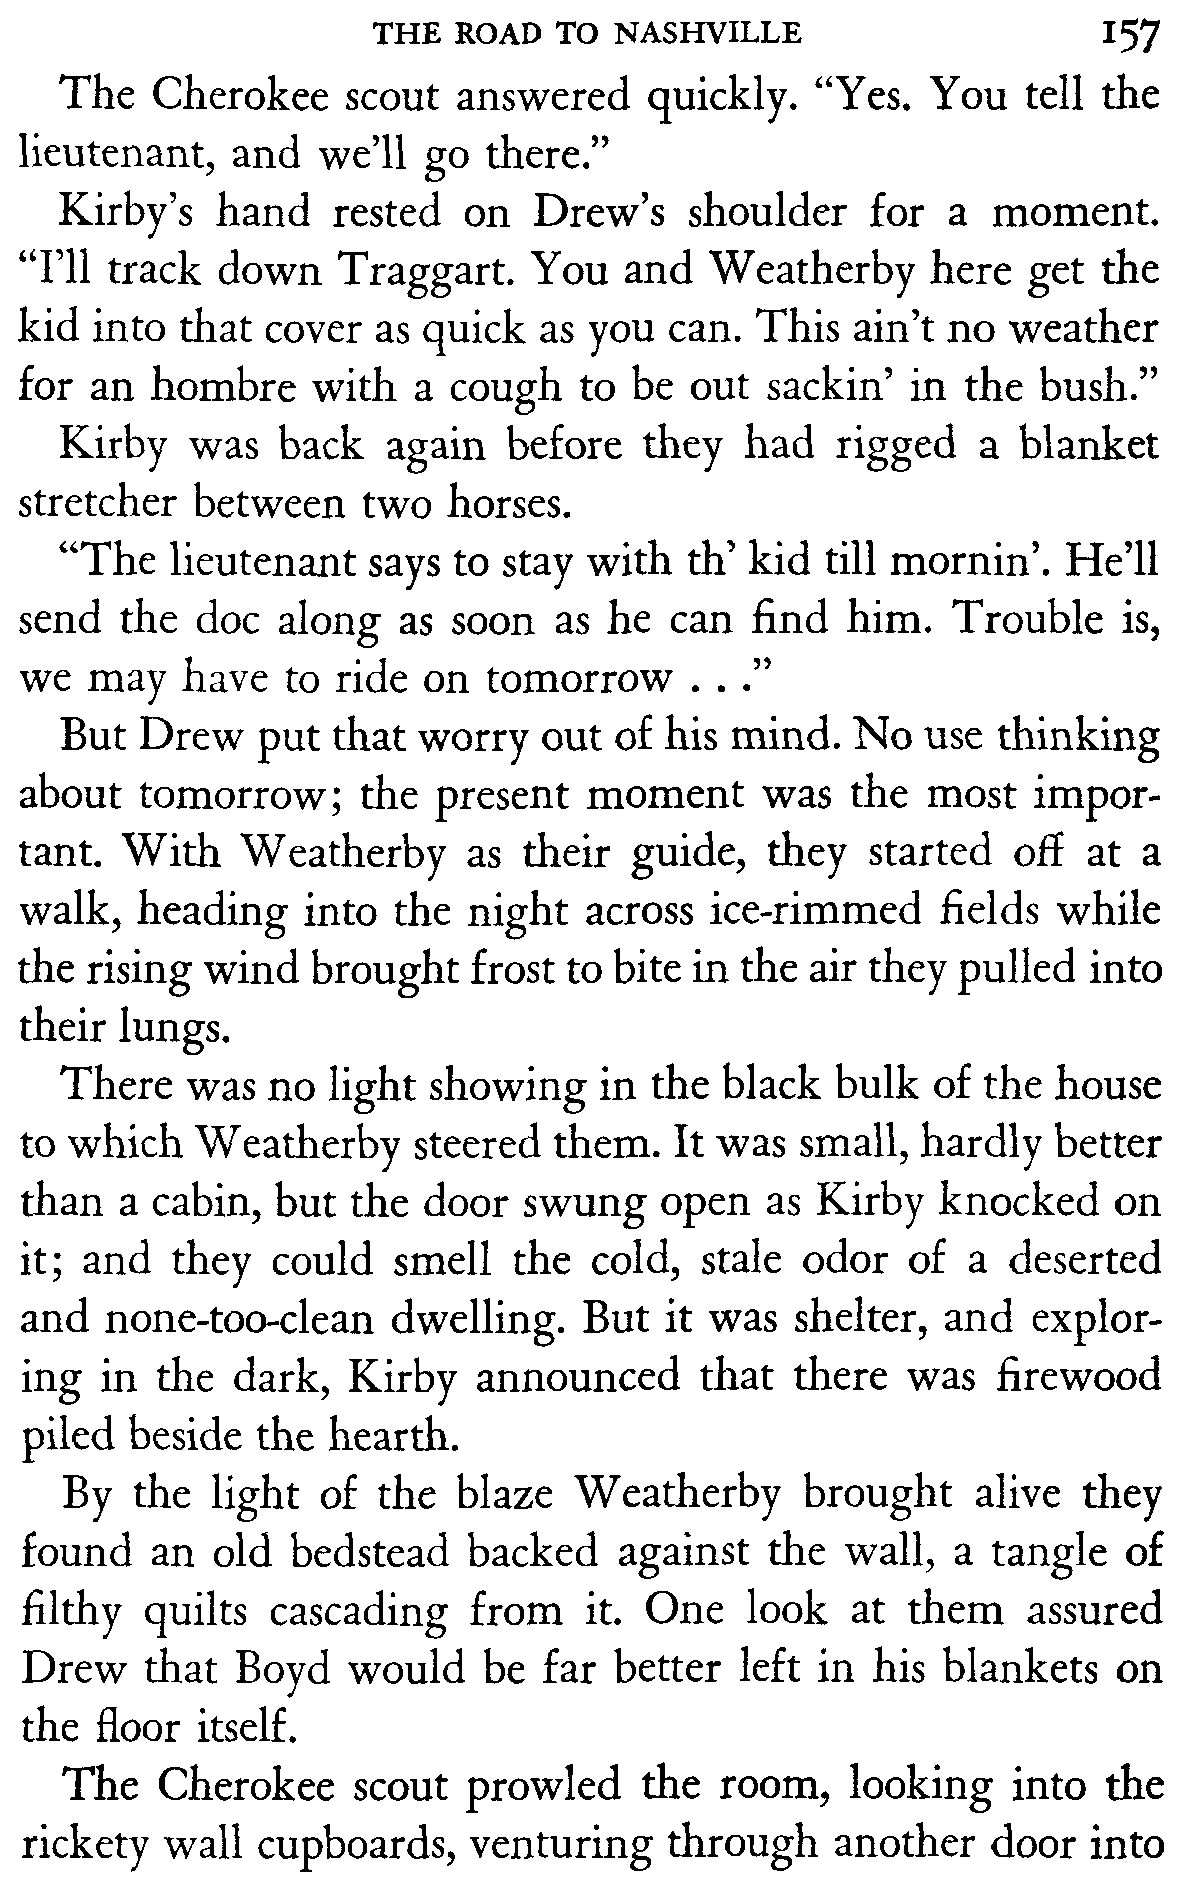 THE ROAD TO NASHVILLE 157
The Cherokee scout answered quickly. “Yes. You tell the
lieutenant, and we’ll go there.”
Kirby’s hand rested on Drew’s shoulder for a moment.
“I’ll track down Traggart. You and Weatherby here get the
kid into that cover as quick as you can. This ain’t no weather
for an hombre with a cough to be out sackin’ in the bush.”
Kirby was back again before they had rigged a blanket
stretcher between two horses.
“The lieutenant says to stay with th’ kid till mornin’. He’ll
send the doc along as soon as he can find him. Trouble is,
we may have to ride on tomorrow . . .”
But Drew put that worry out of his mind. No use thinking
about tomorrow; the present moment was the most impor-
tant. With Weatherby as their guide, they started off at a
walk, heading into the night across ice-rimmed fields while
the rising wind brought frost to bite in the air they pulled into
their lungs.
There was no light showing in the black bulk of the house
to which Weatherby steered them. It was small, hardly better
than a cabin, but the door swung open as Kirby knocked on
it; and they could smell the cold, stale odor of a deserted
and none-too-clean dwelling. But it was shelter, and explor-
ing in the dark, Kirby announced that there was firewood
piled beside the hearth.
By the light of the blaze Weatherby brought alive they
found an old bedstead backed against the wall, a tangle of
filthy quilts cascading from it. One look at them assured
Drew that Boyd would be far better left in his blankets on
the floor itself.
The Cherokee scout prowled the room, looking into the
rickety wall cupboards, venturing through another door into